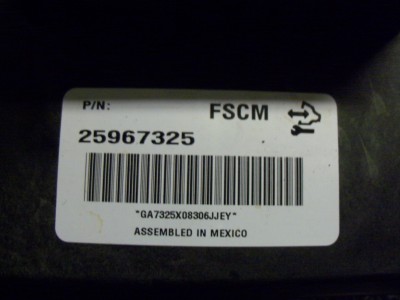 P/N: FSCM
25967325
"GA7325X08306JJEY"
ASSEMBLED IN MEXICO